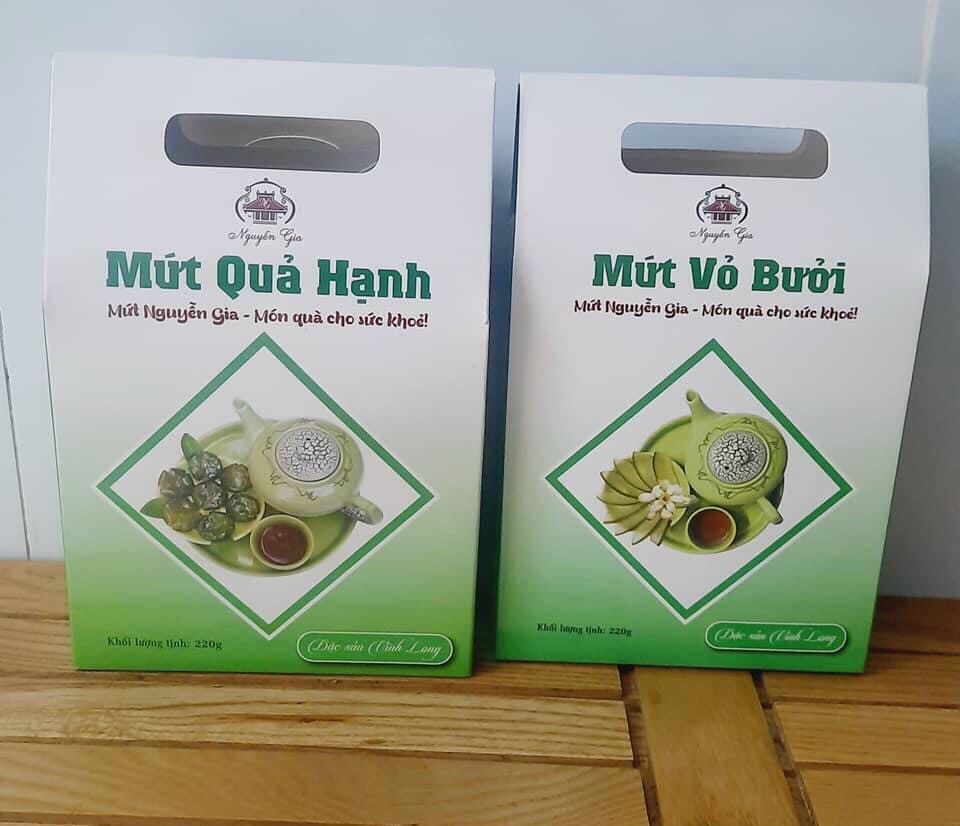 Nguyễn Gia
Mứt Quả Hạnh
Mứt Nguyễn Gia - Món quà cho sức khoẻ!
Khối lượng tịnh: 220g
Đặc sản Vĩnh Long
Nguyễn Gia
Mứt Vỏ Bưởi
Mứt Nguyễn Gia - Món quà cho sức khoẻ!
Khối lượng tịnh: 220g
Đặc sản Vĩnh Long